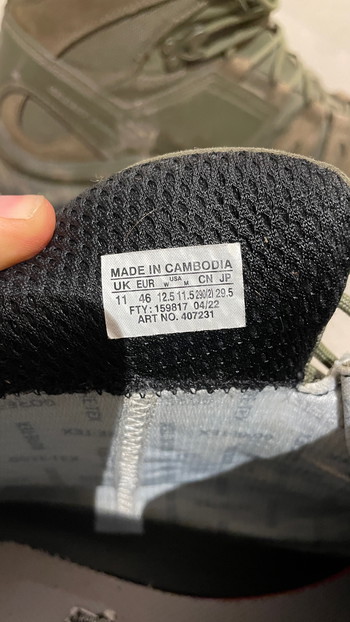 MADE IN CAMBODIA
UK EUR W USA M CN JP
11 46 12.5 11.5 290(2) 29.5
FTY: 159817 04/22
ART NO. 407231